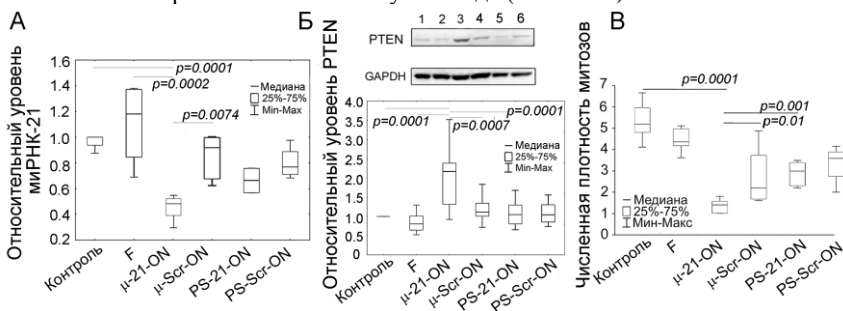 А
Относительный уровень
миРНК-21
1.6
1.4
1.2
1.0
0.8
0.6
0.4
0.2
p=0.0001
p=0.0002
p=0.0074
Медиана
25%-75%
Min-Max
Контроль
F
μ-21-ON
μ-Scr-ON
PS-21-ON
PS-Scr-ON
Б
1 2 3 4 5 6
PTEN
GAPDH
Относительный уровень PTEN
4.0
3.5
3.0
2.5
2.0
1.5
1.0
0.5
0.0
p=0.0001
p=0.0001
p=0.0007
Медиана
25%-75%
Min-Max
Контроль
F
μ-21-ON
μ-Scr-ON
PS-21-ON
PS-Scr-ON
В
Численная плотность митозов
8
7
6
5
4
3
2
1
0
p=0.0001
p=0.001
p=0.01
Медиана
25%-75%
Мин-Макс
Контроль
F
μ-21-ON
μ-Scr-ON
PS-21-ON
PS-Scr-ON